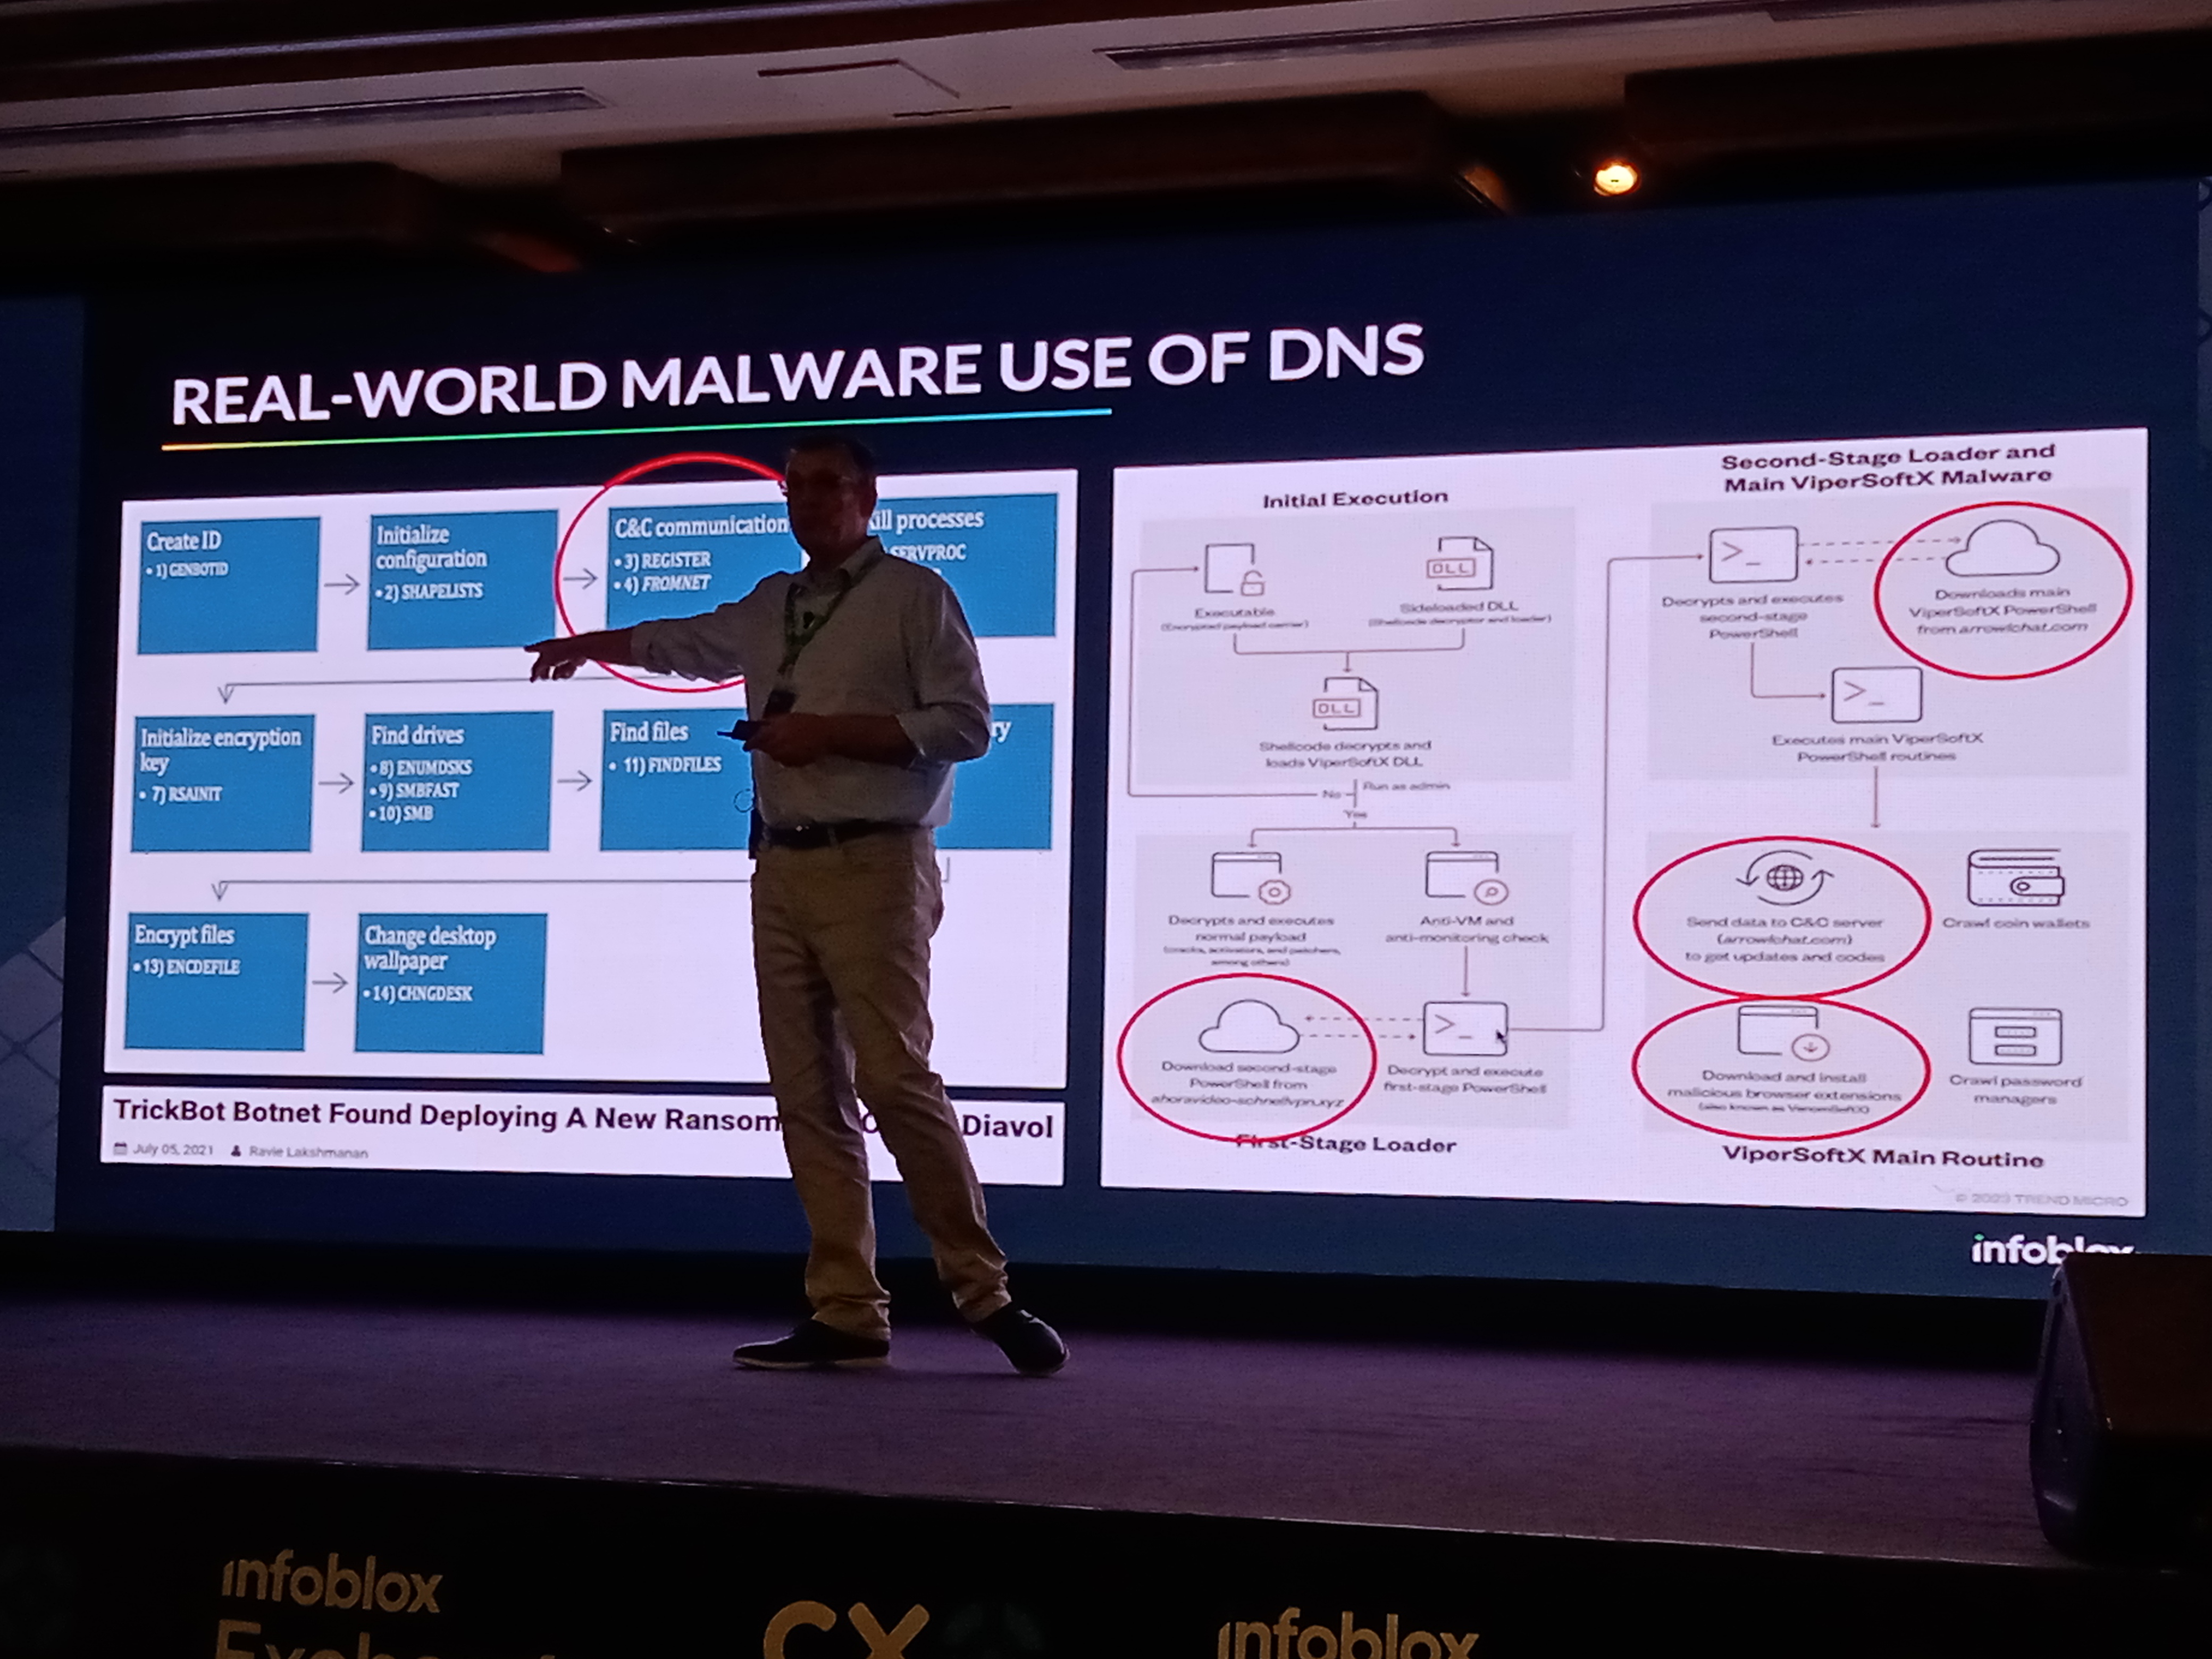 REAL-WORLD MALWARE USE OF DNS
Create ID
• 1) GENBOTID
Initialize
configuration
• 2) SHAPELISTS
C&C communication
• 3) REGISTER
• 4) FROMNET
processes
SERVPROC
Initialize encryption
key
• 7) RSAINIT
Find drives
• 8) ENUMDSKS
• 9) SMBFAST
• 10) SMB
Find files
• 11) FINDFILES
Encrypt files
• 13) ENCDEFILE
Change desktop
wallpaper
• 14) CHNGDESK
TrickBot Botnet Found Deploying A New Diavol
July 05, 2021 Ravie Lakshmanan
Initial Execution
Executable
(Encrypted payload carrier)
DLL
Sideloaded DLL
(Shellcode decryptor and loader)
DLL
Shellcode decrypts and
loads ViperSoftX DLL
No
Run as admin
Yes
Decrypts and executes
normal payload
(cracks, activators, and patchers,
among others)
Anti-VM and
anti-monitoring check
Download second-stage
PowerShell from
ahoravideo-schnellvpn.xyz
Decrypt and execute
first-stage PowerShell
First-Stage Loader
Second-Stage Loader and
Main ViperSoftX Malware
Decrypts and executes
second-stage
PowerShell
Downloads main
ViperSoftX PowerShell
from arrowlchat.com
Executes main ViperSoftX
PowerShell routines
Send data to C&C server
(arrowlchat.com)
to get updates and codes
Crawl coin wallets
Download and install
malicious browser extensions
(also known as VenomSoftX)
Crawl password
managers
ViperSoftX Main Routine
© 2023 TREND MICRO
infoblox
infoblox
CX
infoblox